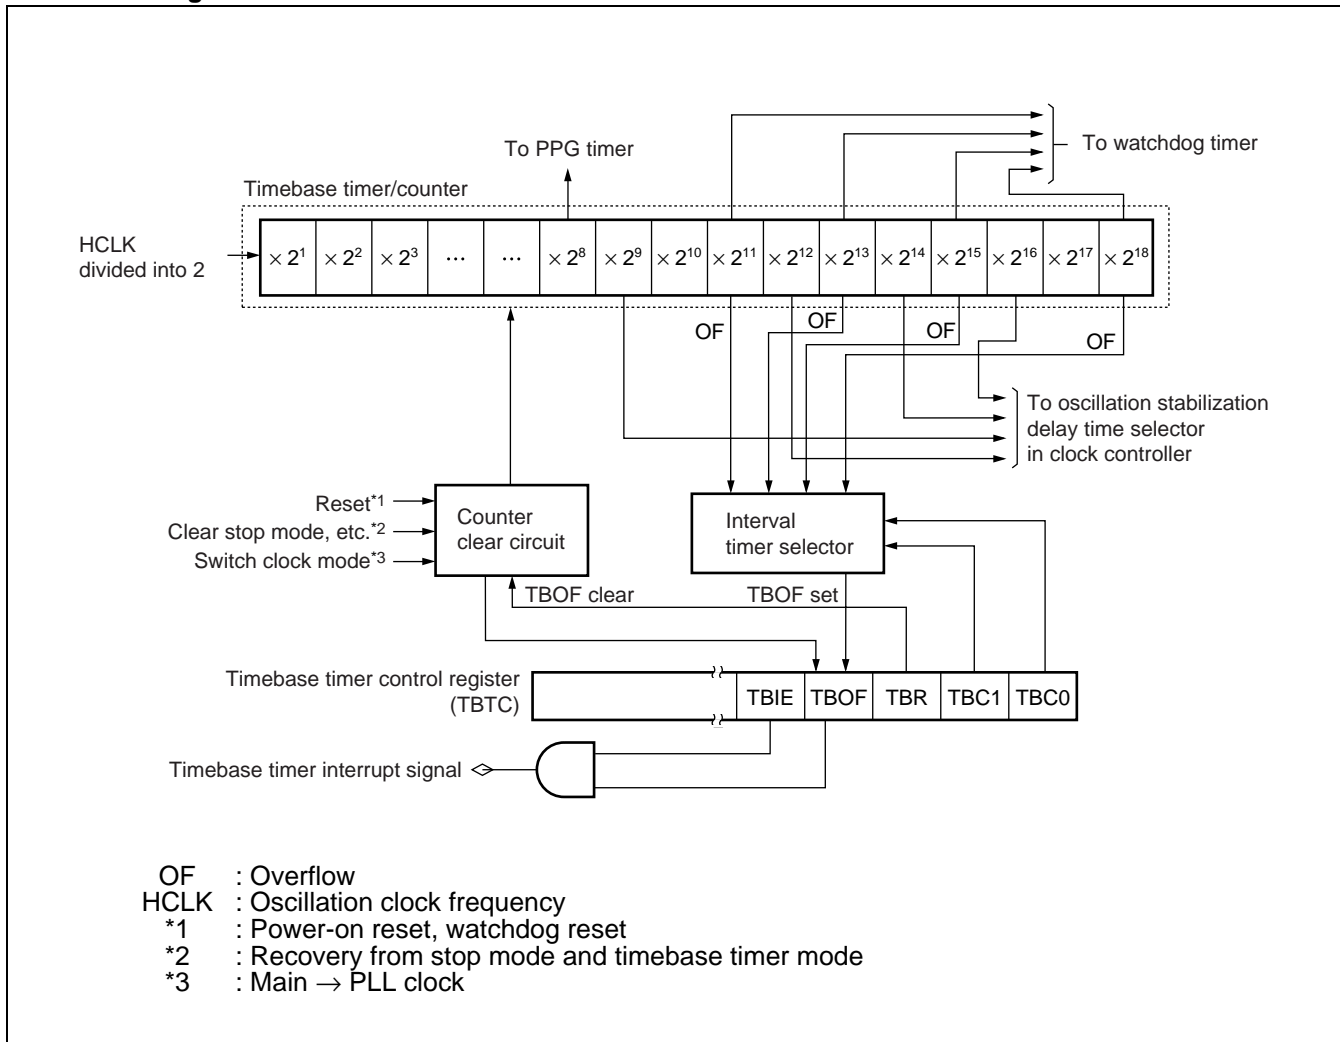 To PPG timer
To watchdog timer
Timebase timer/counter
HCLK
divided into 2
× 2¹ × 2² × 2³ ... ... × 2⁸ × 2⁹ × 2¹⁰ × 2¹¹ × 2¹² × 2¹³ × 2¹⁴ × 2¹⁵ × 2¹⁶ × 2¹⁷ × 2¹⁸
OF OF OF OF
To oscillation stabilization
delay time selector
in clock controller
Reset*1
Clear stop mode, etc.*2
Switch clock mode*3
Counter
clear circuit
Interval
timer selector
TBOF clear TBOF set
Timebase timer control register
(TBTC)
TBIE TBOF TBR TBC1 TBC0
Timebase timer interrupt signal
OF : Overflow
HCLK : Oscillation clock frequency
*1 : Power-on reset, watchdog reset
*2 : Recovery from stop mode and timebase timer mode
*3 : Main → PLL clock